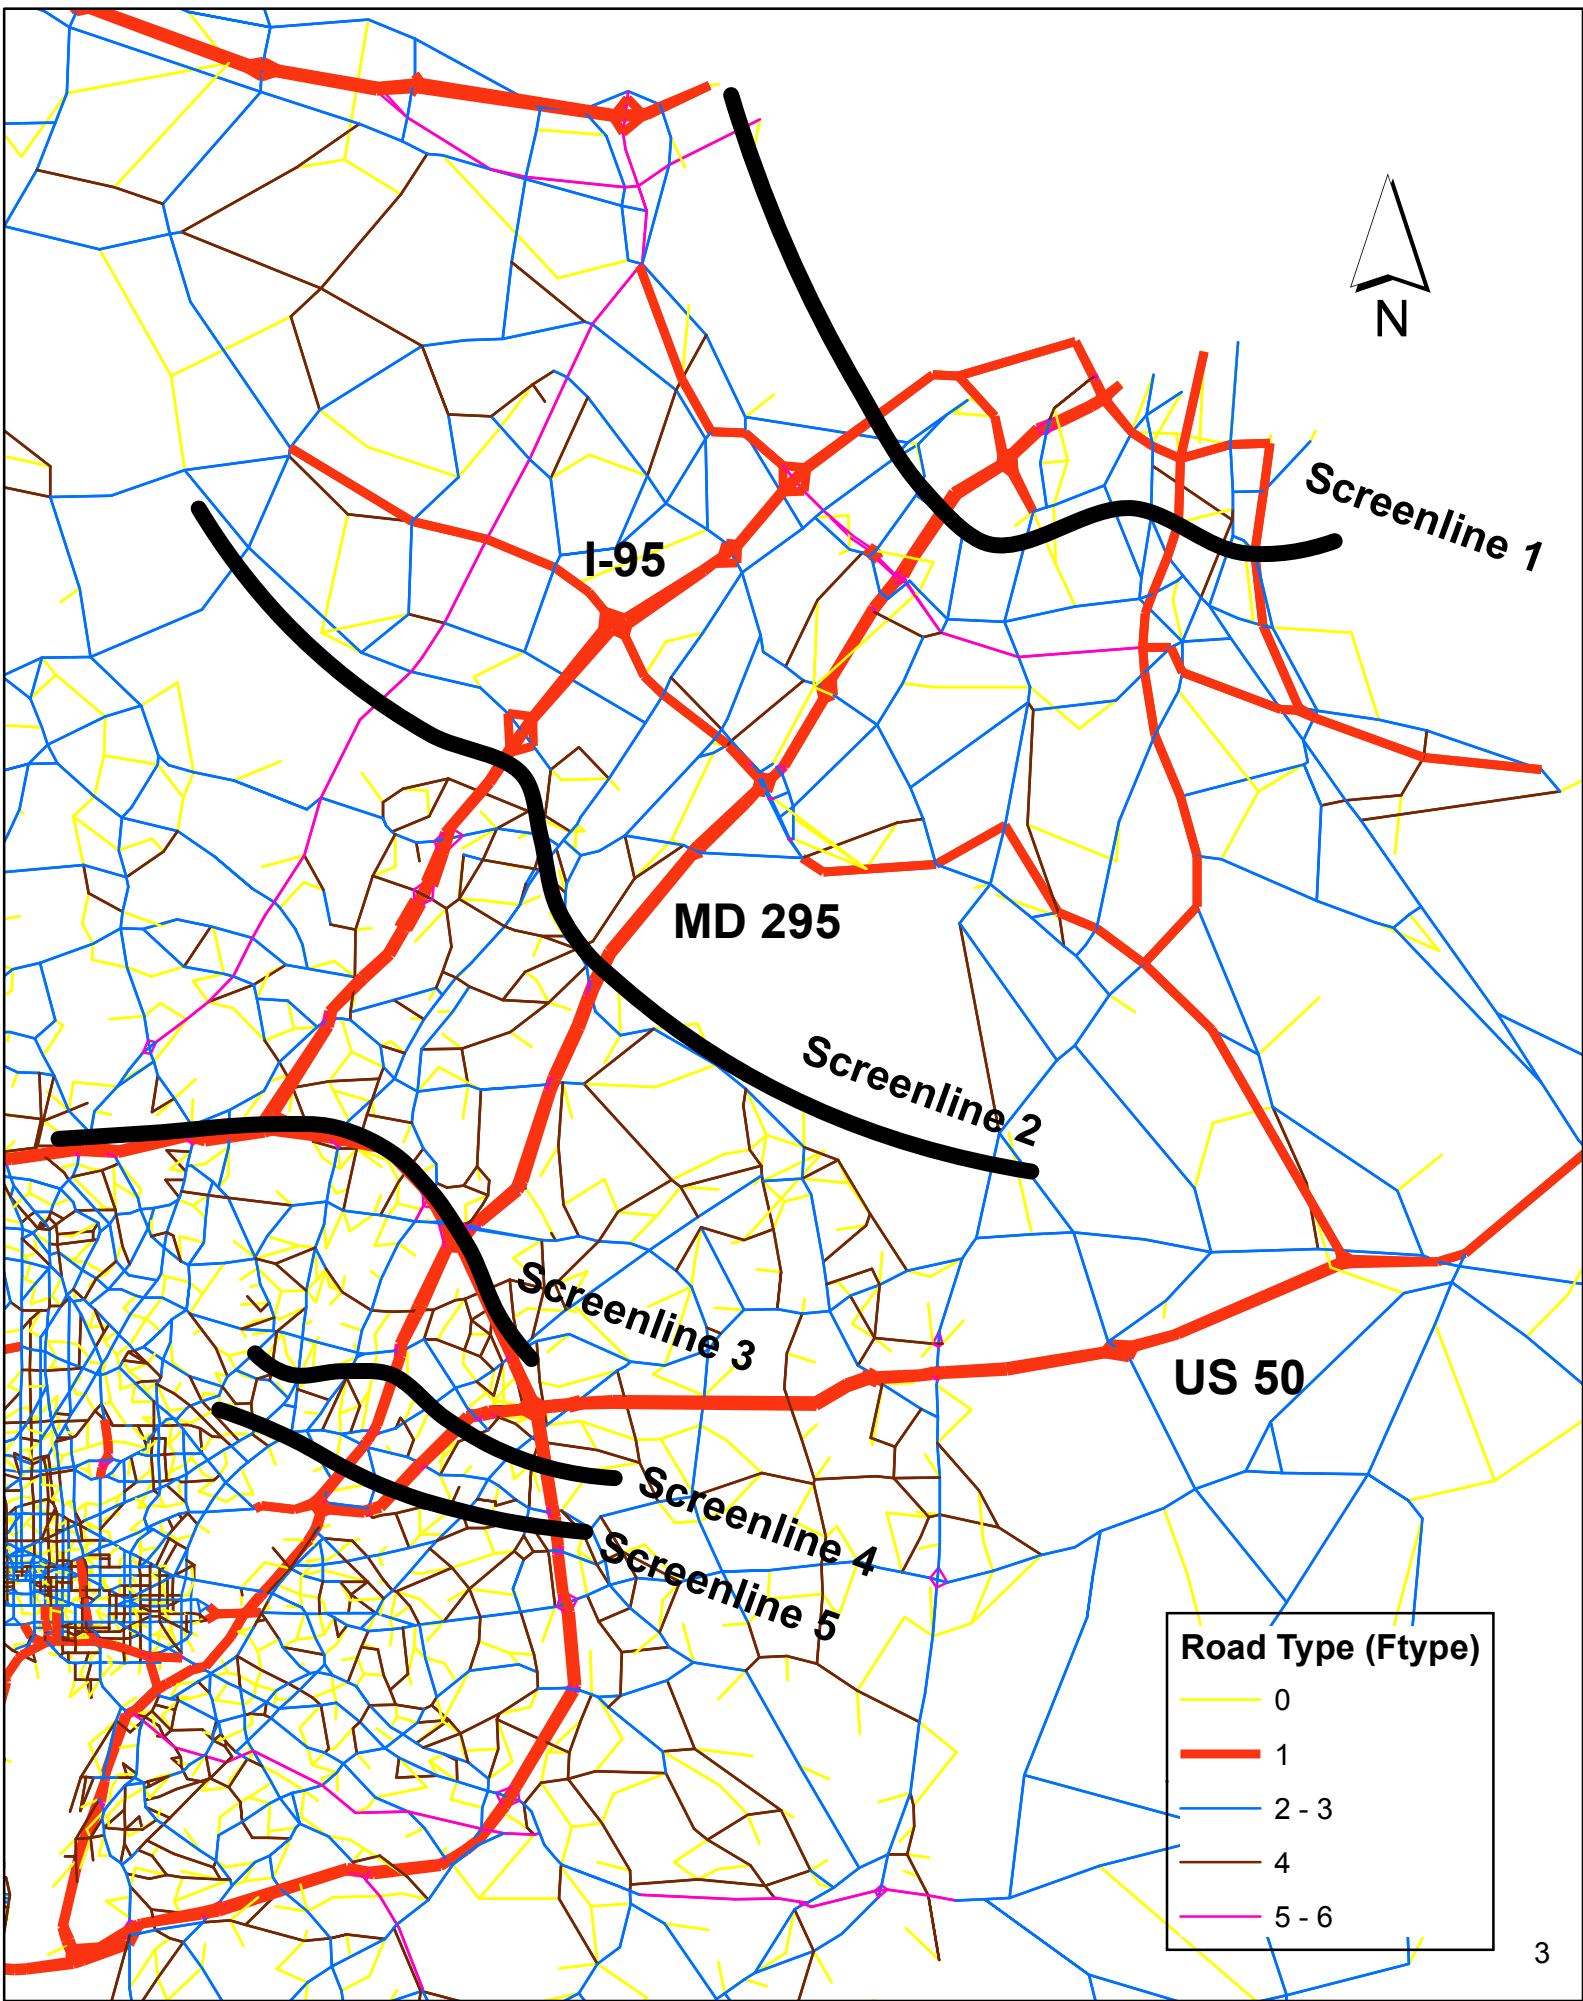 N
Screenline 1
I-95
MD 295
Screenline 2
Screenline 3
US 50
Screenline 4
Screenline 5
Road Type (Ftype)
0
1
2 - 3
4
5 - 6
3